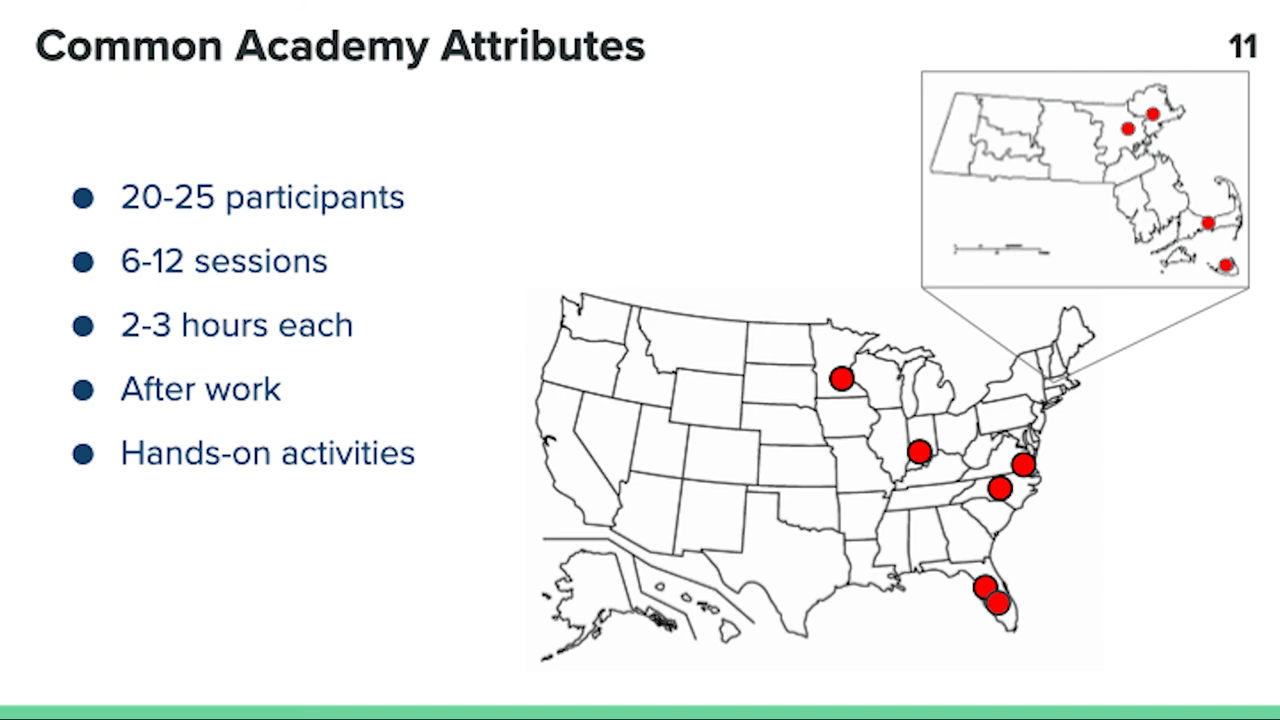 Common Academy Attributes
11
20-25 participants
6-12 sessions
2-3 hours each
After work
Hands-on activities